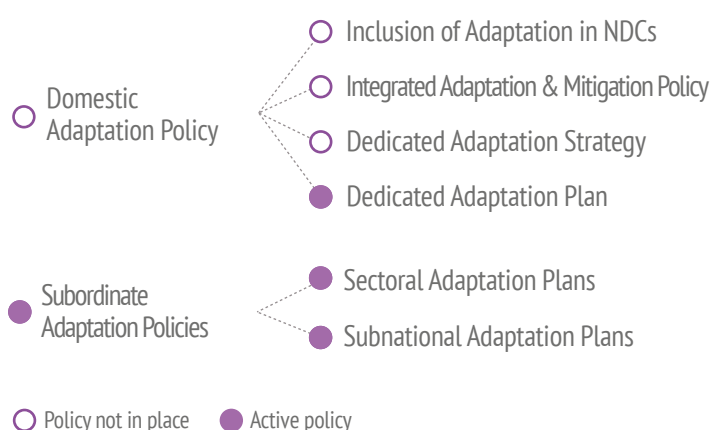 Inclusion of Adaptation in NDCs
Integrated Adaptation & Mitigation Policy
Domestic
Adaptation Policy
Dedicated Adaptation Strategy
Dedicated Adaptation Plan
Sectoral Adaptation Plans
Subordinate
Adaptation Policies
Subnational Adaptation Plans
Policy not in place
Active policy